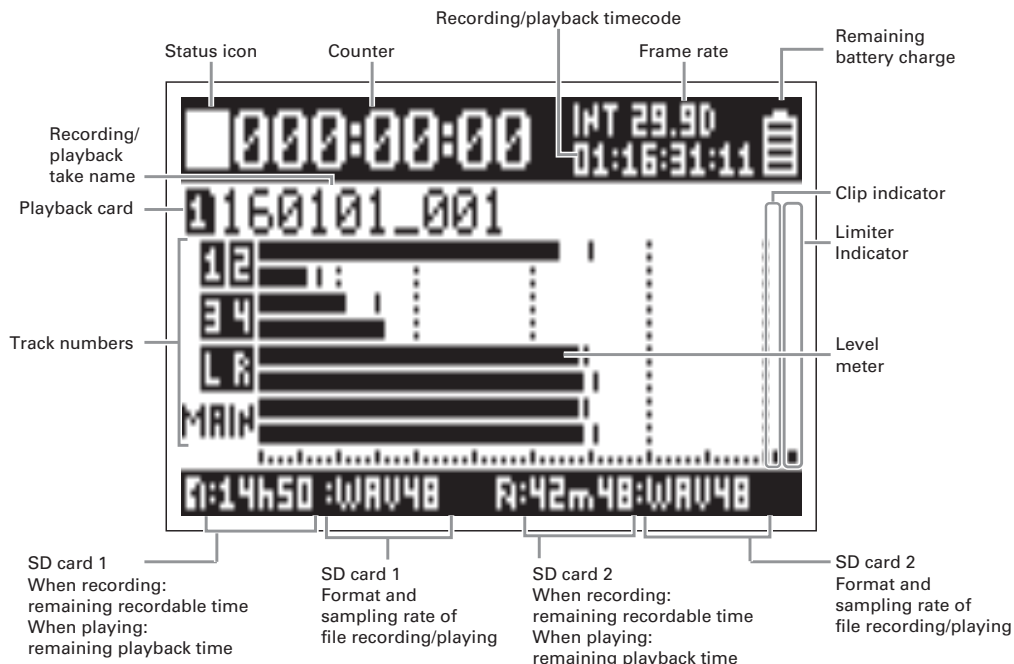 Recording/playback timecode
Status icon
Counter
Frame rate
Remaining
battery charge
000:00:00
INT 29.9D
01:16:31:11
Recording/
playback
take name
Playback card
1
160101_001
Clip indicator
Limiter
Indicator
Track numbers
1 2
3 4
L R
MAIN
Level
meter
1:14h50 :WAV48
2:42m48:WAV48
SD card 1
When recording:
remaining recordable time
When playing:
remaining playback time
SD card 1
Format and
sampling rate of
file recording/playing
SD card 2
When recording:
remaining recordable time
When playing:
remaining playback time
SD card 2
Format and
sampling rate of
file recording/playing